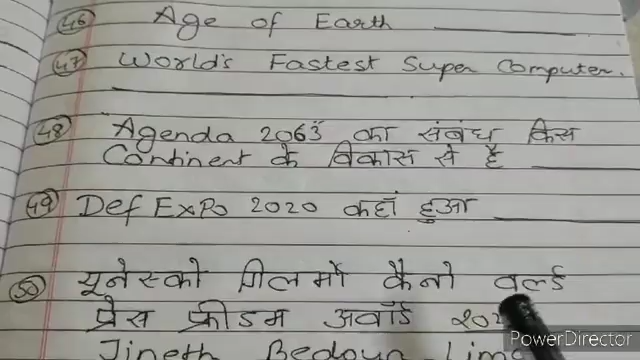 46 Age of Earth
47 World's Fastest Super Computer.
48 Agenda 2063 का संबंध किस
Continent के विकास से है
49 Def Expo 2020 कहां हुआ
50 यूनेस्को गिलर्मो कैनो वर्ल्ड
प्रेस फ्रीडम अवॉर्ड
Jineth Bedoya
PowerDirector